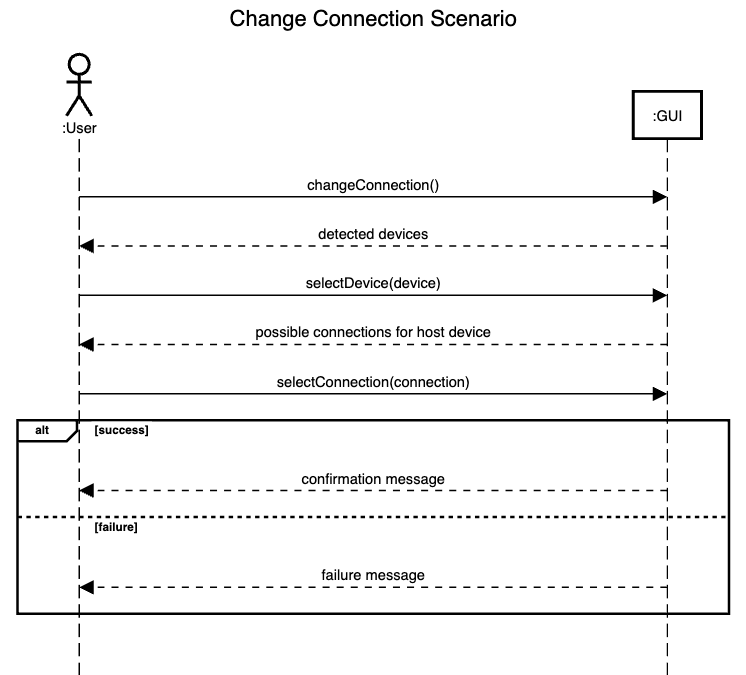 Change Connection Scenario
:User
:GUI
changeConnection()
detected devices
selectDevice(device)
possible connections for host device
selectConnection(connection)
alt
[success]
confirmation message
[failure]
failure message